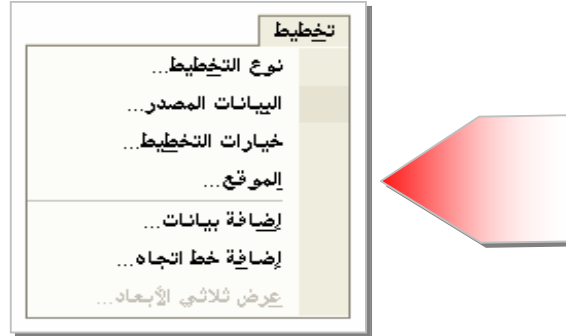 تخطيط
نوع التخطيط...
البيانات المصدر...
خيارات التخطيط...
الموقع...
إضافة بيانات...
إضافة خط اتجاه...
عرض ثلاثي الأبعاد...